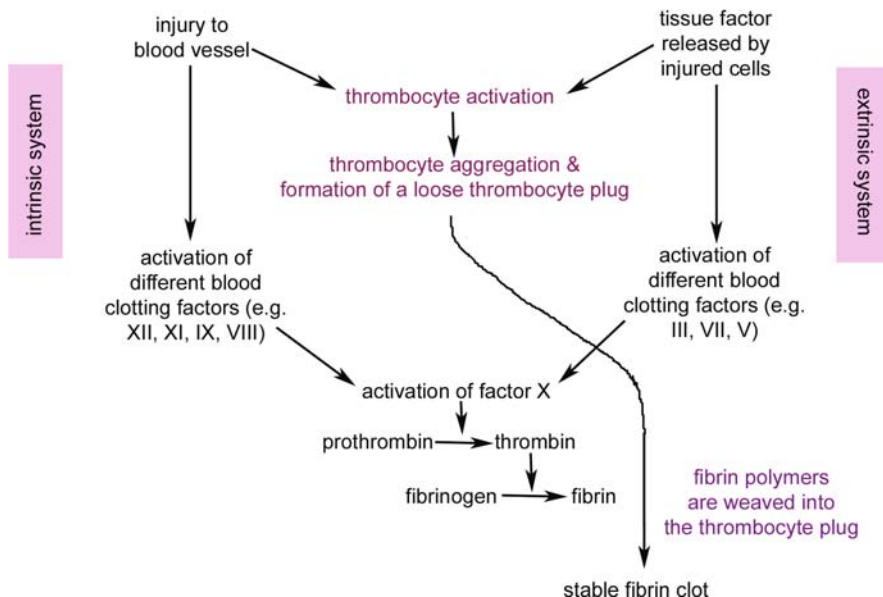 injury to
blood vessel
tissue factor
released by
injured cells
intrinsic system
extrinsic system
thrombocyte activation
thrombocyte aggregation &
formation of a loose thrombocyte plug
activation of
different blood
clotting factors (e.g.
XII, XI, IX, VIII)
activation of
different blood
clotting factors (e.g.
III, VII, V)
activation of factor X
prothrombin
thrombin
fibrinogen
fibrin
fibrin polymers
are weaved into
the thrombocyte plug
stable fibrin clot